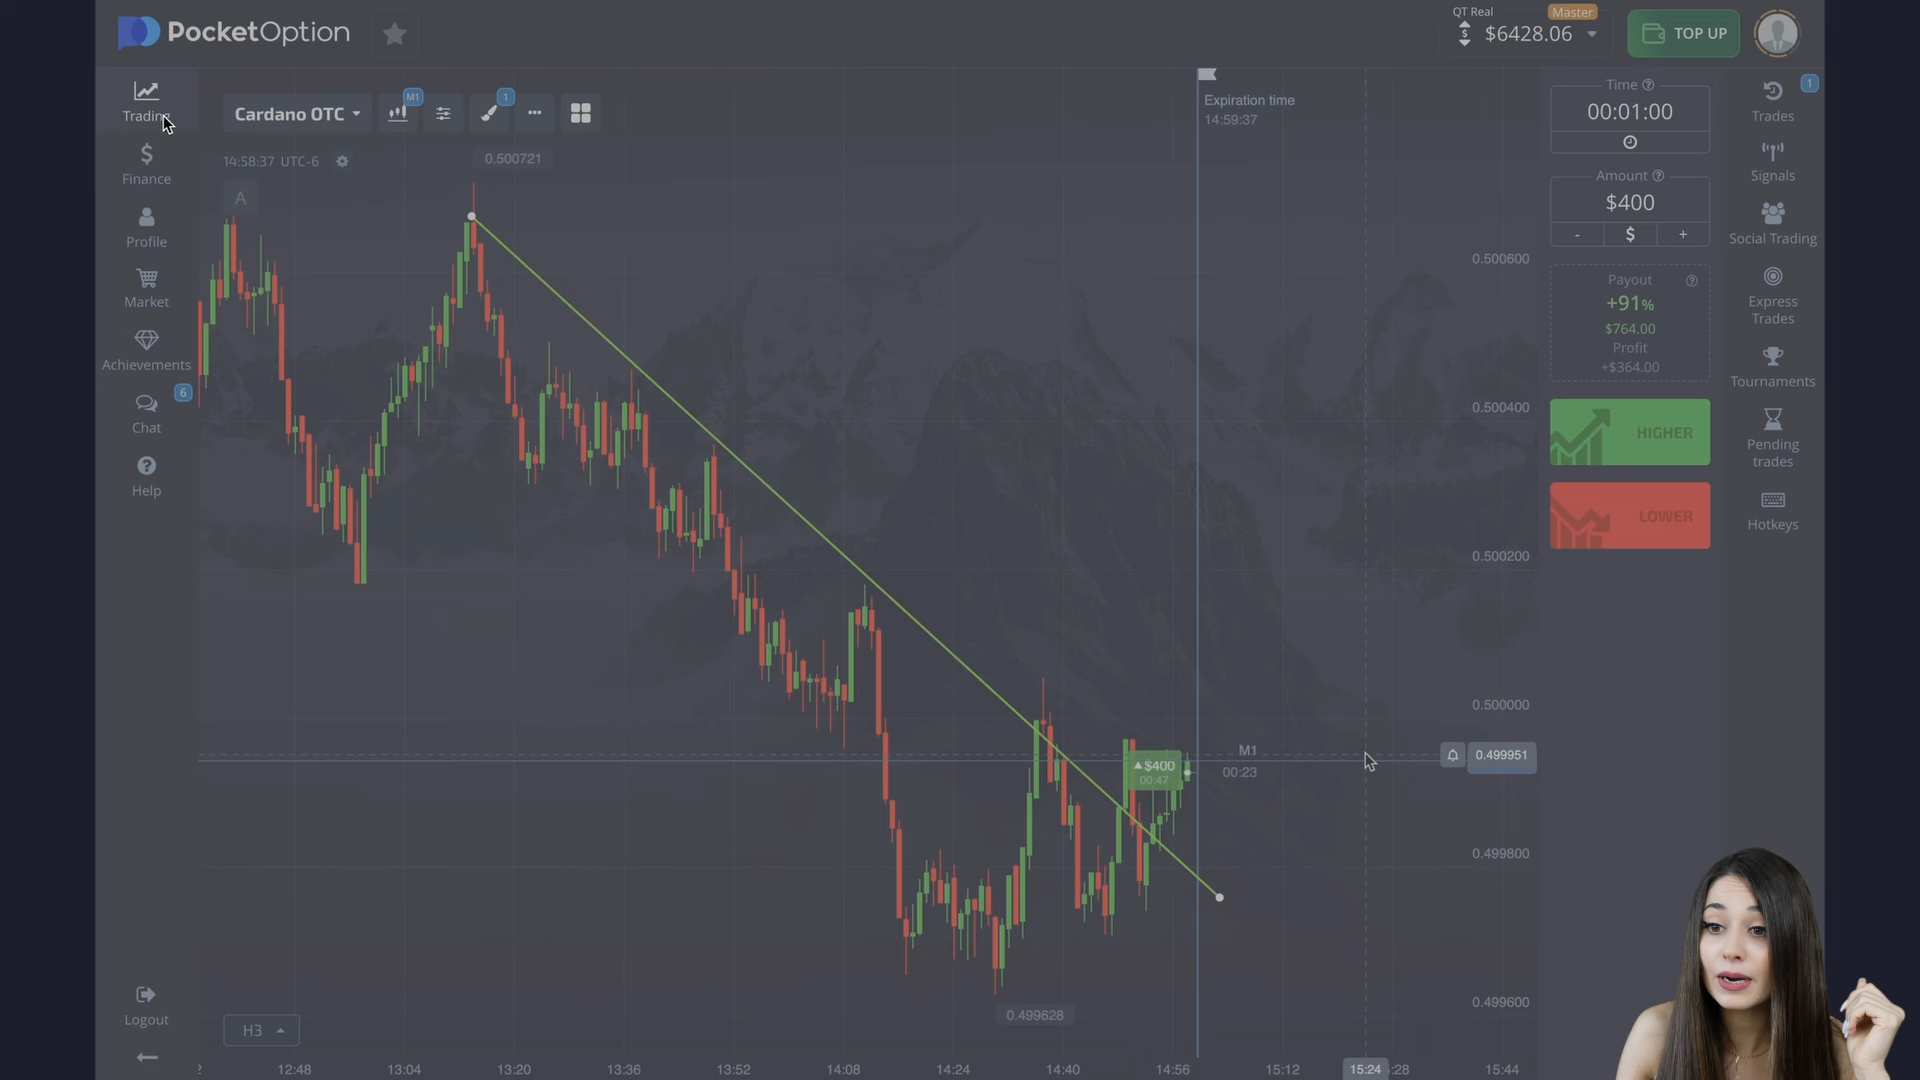 PocketOption
QT Real
Master
$6428.06
TOP UP
Trading
Finance
Profile
Market
Achievements
6
Chat
Help
Logout
Cardano OTC
M1
1
14:58:37 UTC-6
A
0.500721
Expiration time
14:59:37
0.500600
0.500400
0.500200
0.500000
0.499951
0.499800
0.499600
M1
00:23
$400
00:47
0.499628
H3
12:48
13:04
13:20
13:36
13:52
14:08
14:24
14:40
14:56
15:12
15:24
:28
15:44
Time
00:01:00
Amount
$400
- $ +
Payout
+91%
$764.00
Profit
+$364.00
HIGHER
LOWER
1
Trades
Signals
Social Trading
Express
Trades
Tournaments
Pending
trades
Hotkeys